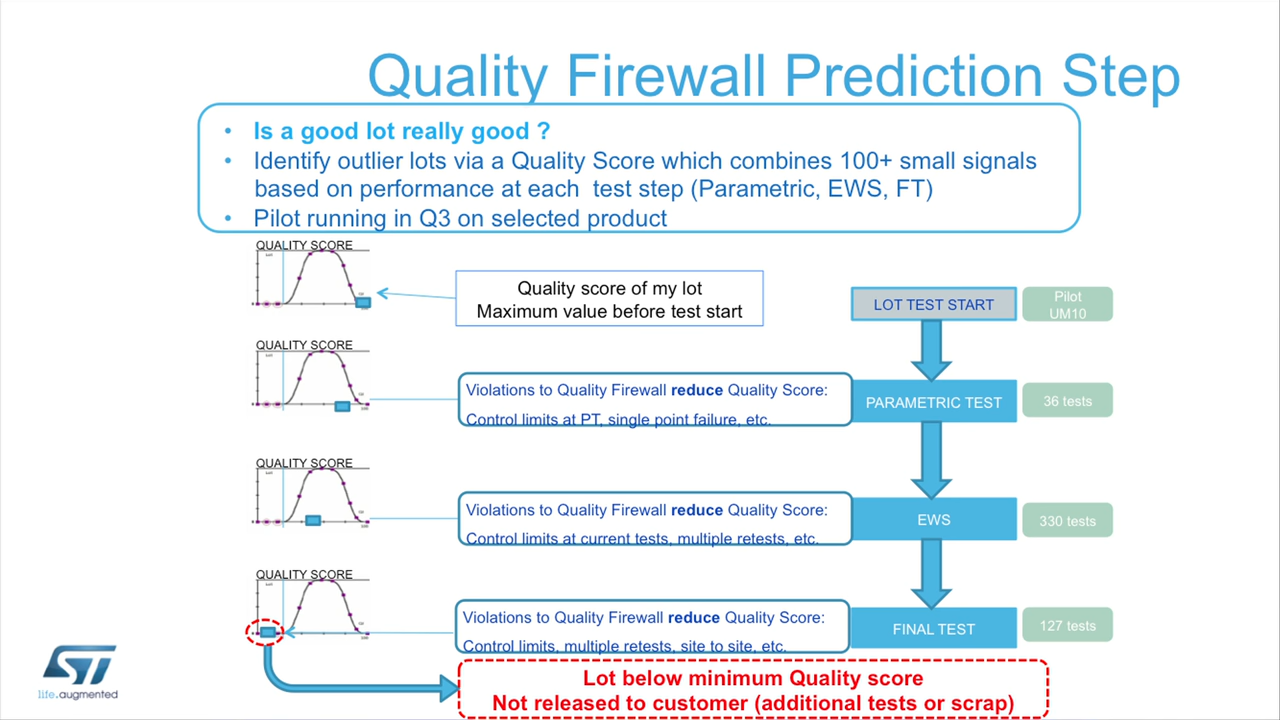 Quality Firewall Prediction Step
• Is a good lot really good ?
• Identify outlier lots via a Quality Score which combines 100+ small signals
based on performance at each test step (Parametric, EWS, FT)
• Pilot running in Q3 on selected product
QUALITY SCORE
Quality score of my lot
Maximum value before test start
LOT TEST START
Pilot
UM10
QUALITY SCORE
Violations to Quality Firewall reduce Quality Score:
Control limits at PT, single point failure, etc.
PARAMETRIC TEST
36 tests
QUALITY SCORE
Violations to Quality Firewall reduce Quality Score:
Control limits at current tests, multiple retests, etc.
EWS
330 tests
QUALITY SCORE
Violations to Quality Firewall reduce Quality Score:
Control limits, multiple retests, site to site, etc.
FINAL TEST
127 tests
Lot below minimum Quality score
Not released to customer (additional tests or scrap)
ST
life.augmented